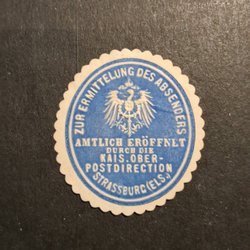 ZUR ERMITTELUNG DES ABSENDERS
AMTLICH ERÖFFNET
DURCH DIE
KAIS. OBER-
POSTDIRECTION
STRASSBURG (ELS.)